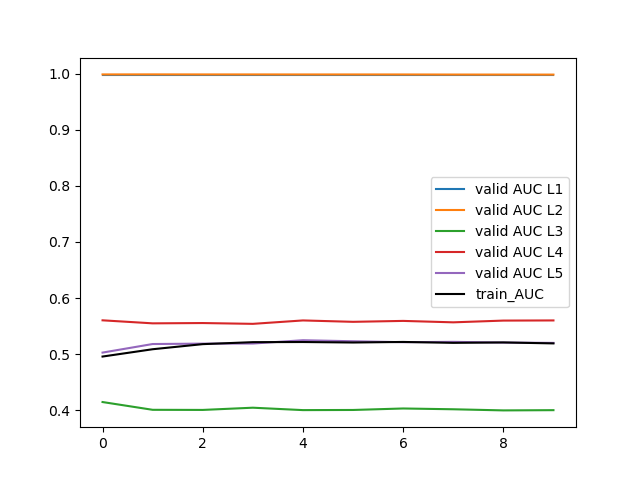 1.0
0.9
0.8
0.7
0.6
0.5
0.4
0 2 4 6 8
valid AUC L1
valid AUC L2
valid AUC L3
valid AUC L4
valid AUC L5
train_AUC